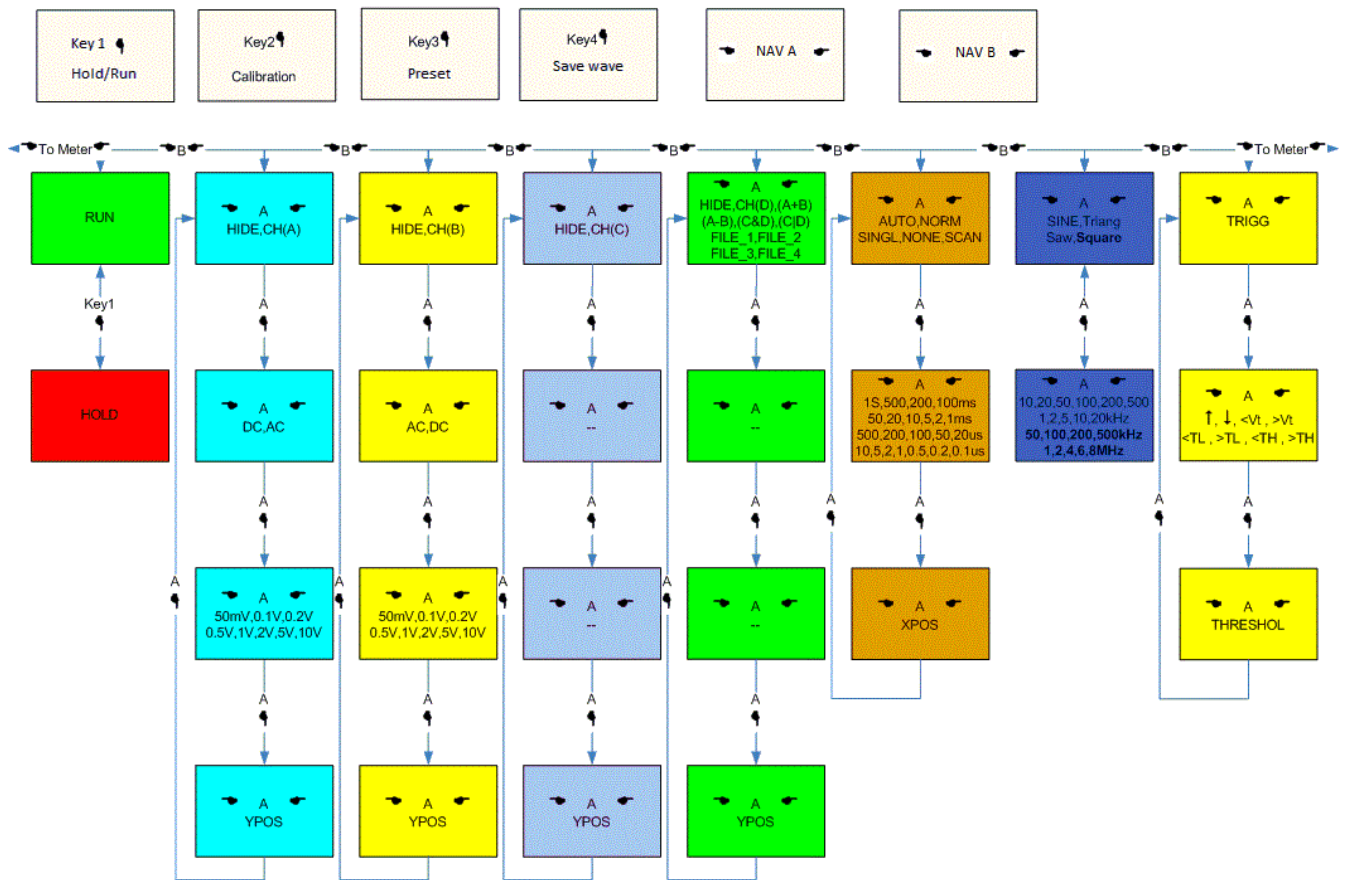 Key 1
Hold/Run
Key2
Calibration
Key3
Preset
Key4
Save wave
NAV A
NAV B
To Meter
B
B
B
B
B
B
B
To Meter
RUN
A
HIDE,CH(A)
A
HIDE,CH(B)
A
HIDE,CH(C)
A
HIDE,CH(D),(A+B)
(A-B),(C&D),(C|D)
FILE_1,FILE_2
FILE_3,FILE_4
A
AUTO,NORM
SINGL,NONE,SCAN
A
SINE,Triang
Saw,Square
A
TRIGG
Key1
A
A
A
A
A
A
A
HOLD
A
DC,AC
A
AC,DC
A
--
A
--
A
1S,500,200,100ms
50,20,10,5,2,1ms
500,200,100,50,20us
10,5,2,1,0.5,0.2,0.1us
A
10,20,50,100,200,500
1,2,5,10,20kHz
50,100,200,500kHz
1,2,4,6,8MHz
A
↑, ↓, <Vt , >Vt
<TL , >TL , <TH , >TH
A
A
A
A
A
A
A
A
A
A
A
A
A
50mV,0.1V,0.2V
0.5V,1V,2V,5V,10V
A
50mV,0.1V,0.2V
0.5V,1V,2V,5V,10V
A
--
A
--
A
XPOS
A
THRESHOL
A
A
A
A
A
YPOS
A
YPOS
A
YPOS
A
YPOS